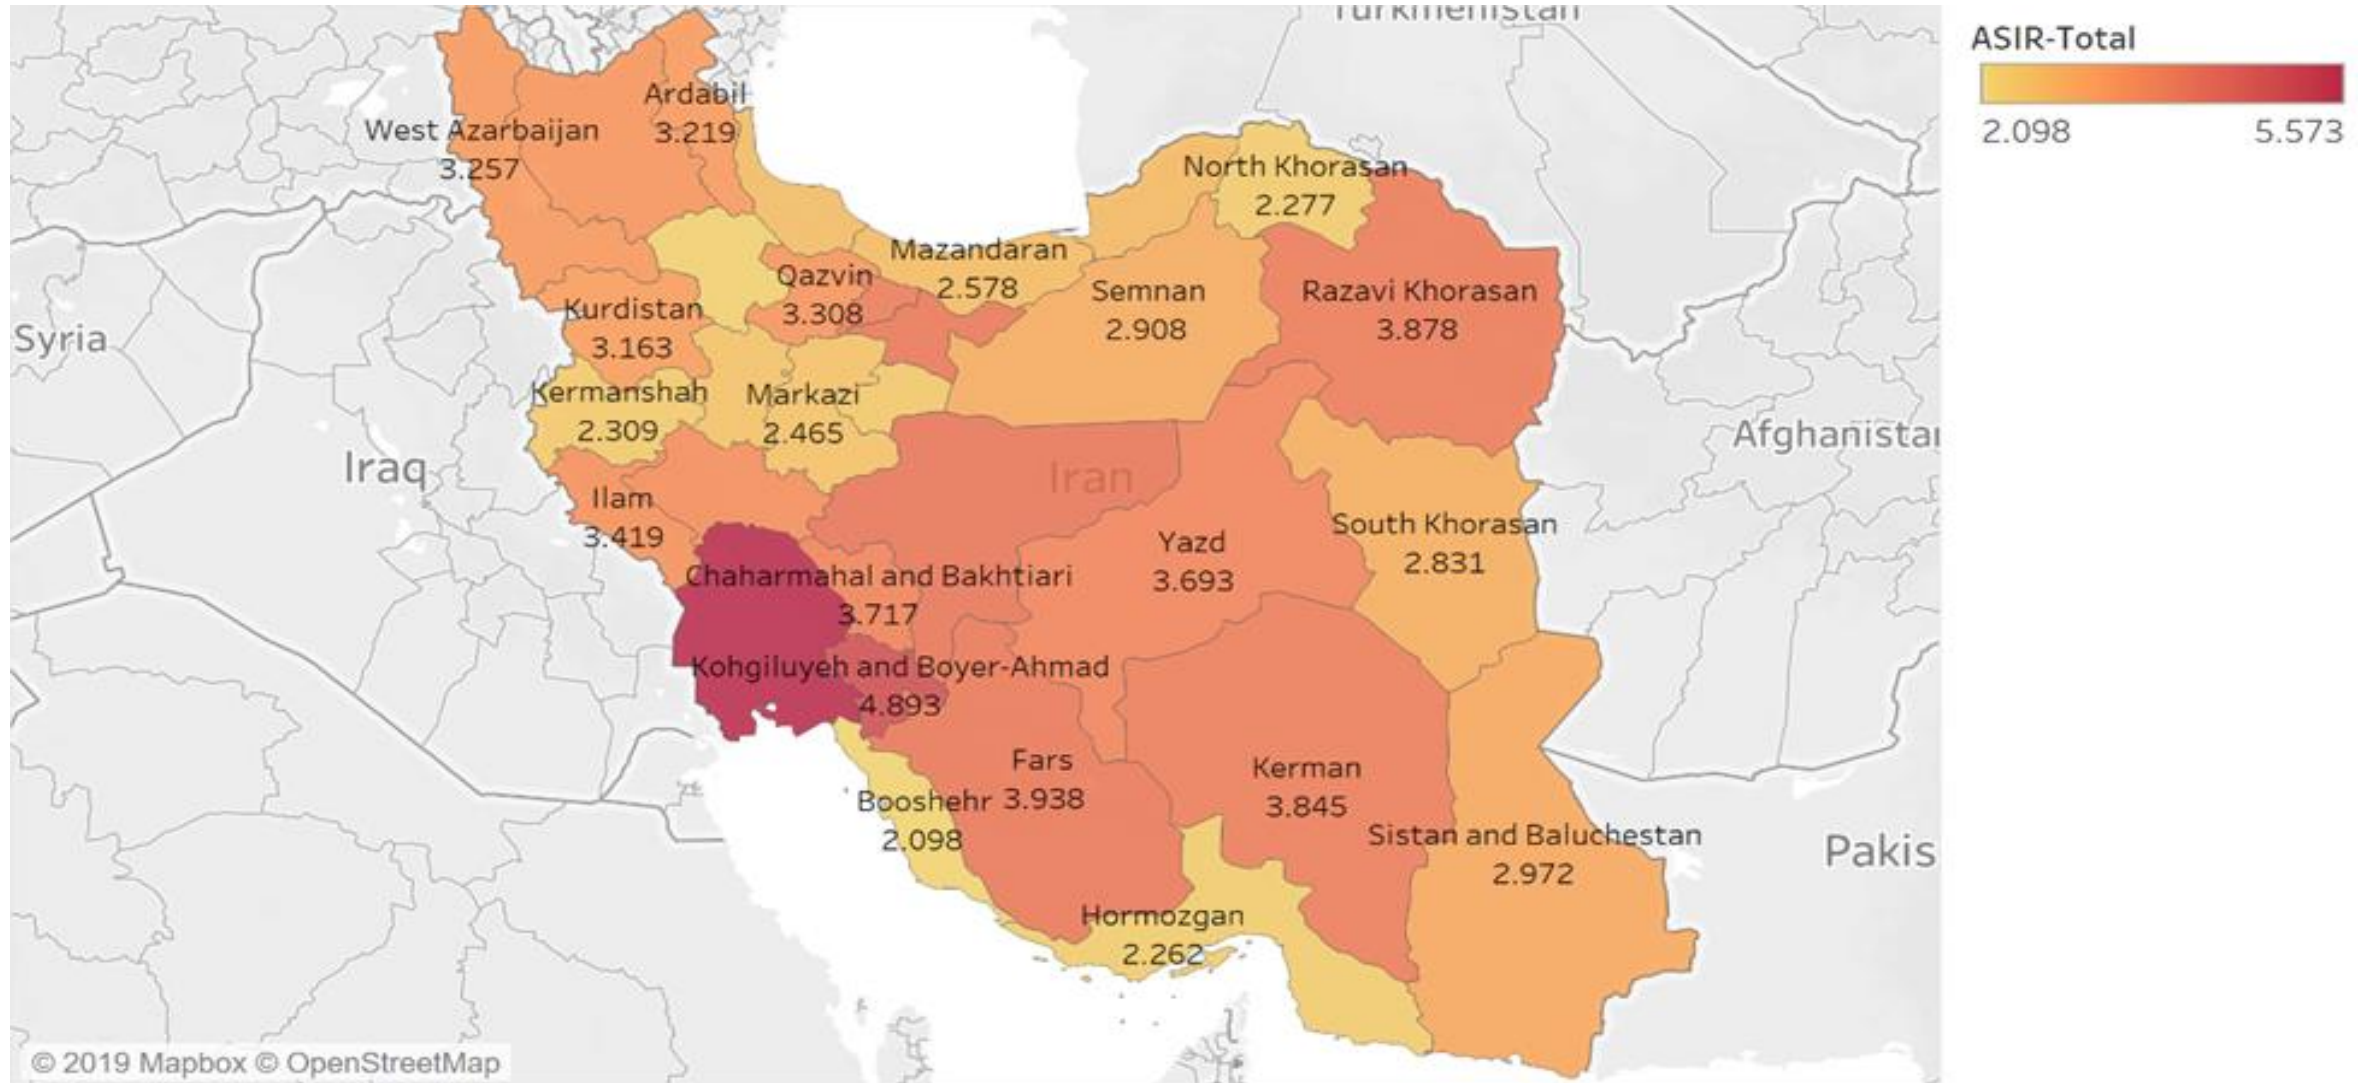 Turkmenistan
ASIR-Total
2.098 5.573
Ardabil
3.219
West Azarbaijan
3.257
North Khorasan
2.277
Mazandaran
2.578
Qazvin
3.308
Semnan
2.908
Razavi Khorasan
3.878
Kurdistan
3.163
Syria
Kermanshah
2.309
Markazi
2.465
Afghanistan
Iraq
Iran
Ilam
3.419
South Khorasan
2.831
Yazd
3.693
Chaharmahal and Bakhtiari
3.717
Kohgiluyeh and Boyer-Ahmad
4.893
Fars
3.938
Kerman
3.845
Booshehr
2.098
Sistan and Baluchestan
2.972
Pakis
Hormozgan
2.262
© 2019 Mapbox © OpenStreetMap